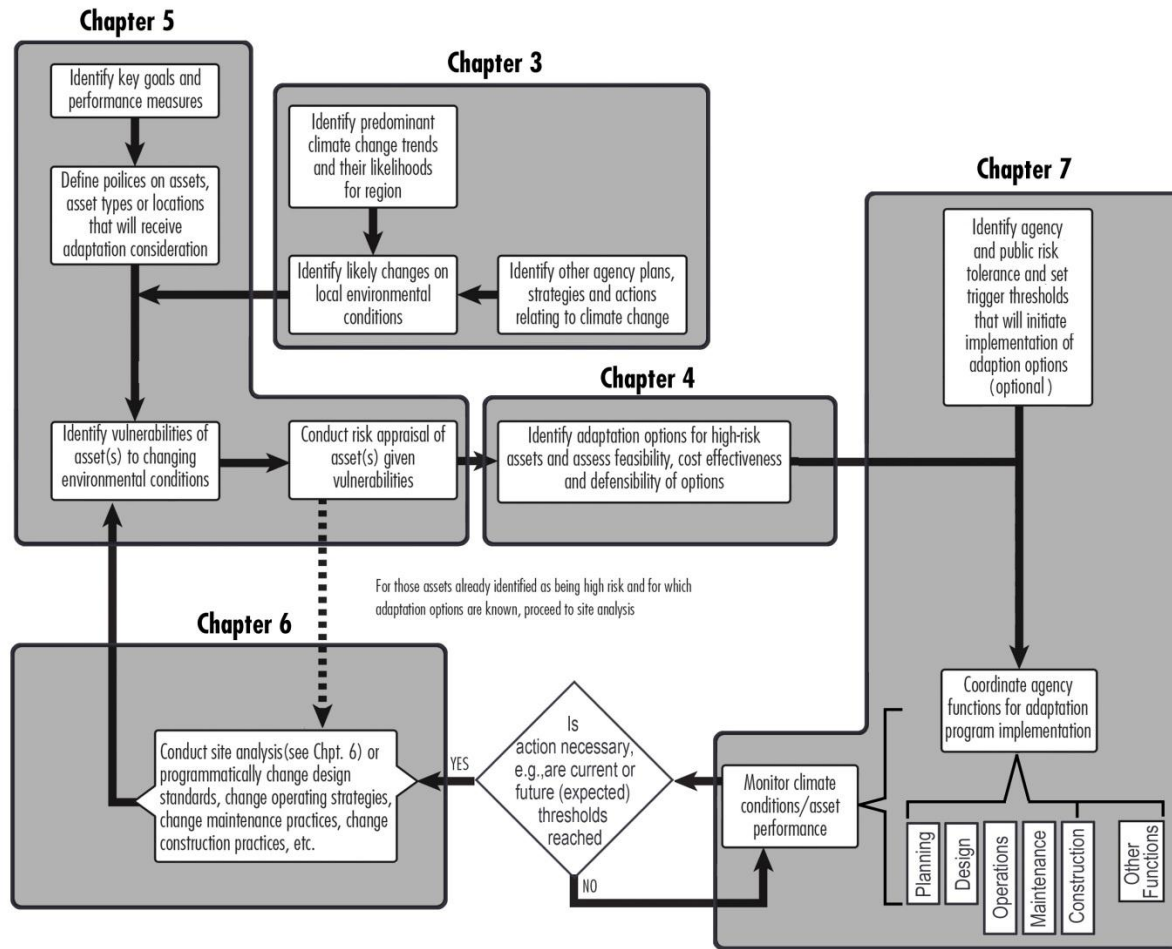 Chapter 5
Identify key goals and
performance measures
Define poilices on assets,
asset types or locations
that will receive
adaptation consideration
Chapter 3
Identify predominant
climate change trends
and their likelihoods
for region
Identify likely changes on
local environmental
conditions
Identify other agency plans,
strategies and actions
relating to climate change
Chapter 7
Identify agency
and public risk
tolerance and set
trigger thresholds
that will initiate
implementation of
adaption options
(optional )
Identify vulnerabilities of
asset(s) to changing
environmental conditions
Conduct risk appraisal of
asset(s) given
vulnerabilities
Chapter 4
Identify adaptation options for high-risk
assets and assess feasibility, cost effectiveness
and defensibility of options
For those assets already identified as being high risk and for which
adaptation options are known, proceed to site analysis
Chapter 6
Conduct site analysis(see Chpt. 6) or
programmatically change design
standards, change operating strategies,
change maintenance practices, change
construction practices, etc.
YES
Is
action necessary,
e.g.,are current or
future (expected)
thresholds
reached
NO
Monitor climate
conditions/asset
performance
Coordinate agency
functions for adaptation
program implementation
Planning
Design
Operations
Maintenance
Construction
Other
Functions